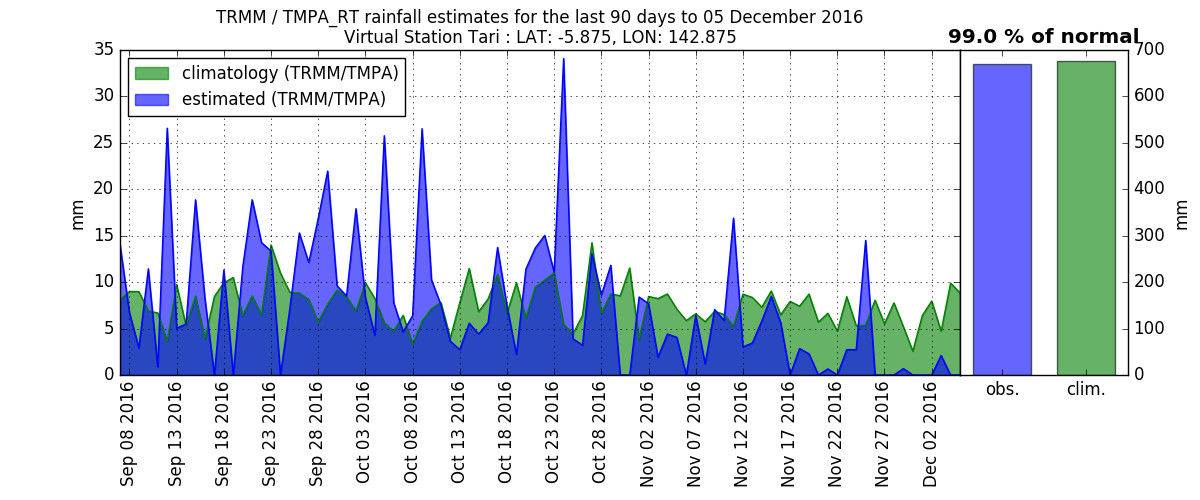 TRMM / TMPA_RT rainfall estimates for the last 90 days to 05 December 2016
Virtual Station Tari : LAT: -5.875, LON: 142.875
99.0 % of normal
climatology (TRMM/TMPA)
estimated (TRMM/TMPA)
35
30
25
20
15
10
5
0
mm
Sep 08 2016
Sep 13 2016
Sep 18 2016
Sep 23 2016
Sep 28 2016
Oct 03 2016
Oct 08 2016
Oct 13 2016
Oct 18 2016
Oct 23 2016
Oct 28 2016
Nov 02 2016
Nov 07 2016
Nov 12 2016
Nov 17 2016
Nov 22 2016
Nov 27 2016
Dec 02 2016
obs.
clim.
700
600
500
400
300
200
100
0
mm